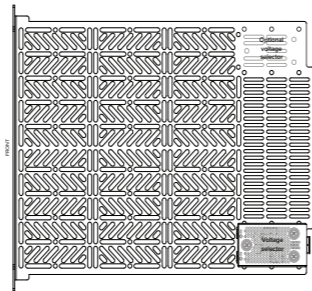 Optional
voltage
selector
FRONT
Voltage
selector